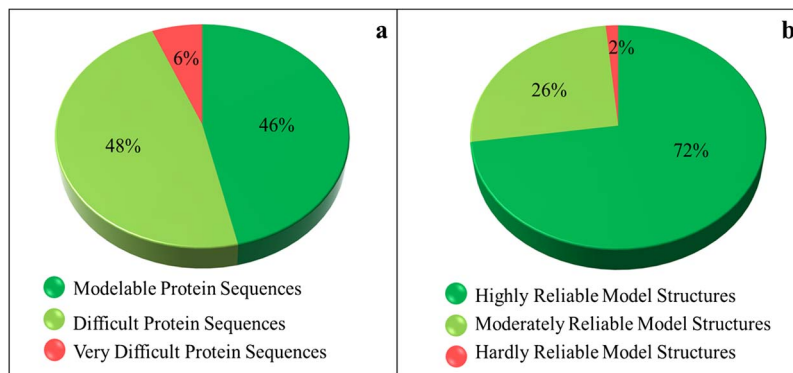 a
6%
46%
48%
Modelable Protein Sequences
Difficult Protein Sequences
Very Difficult Protein Sequences
b
2%
26%
72%
Highly Reliable Model Structures
Moderately Reliable Model Structures
Hardly Reliable Model Structures